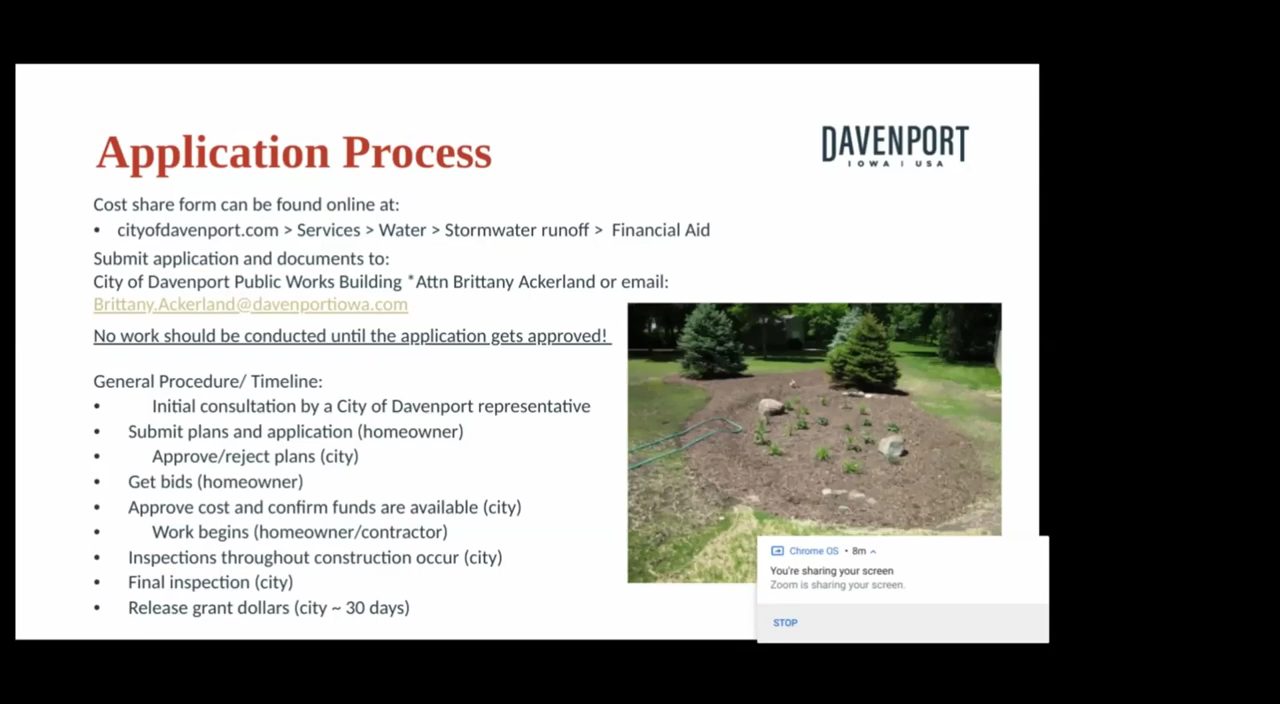 Application Process
DAVENPORT
IOWA | USA
Cost share form can be found online at:
• cityofdavenport.com > Services > Water > Stormwater runoff > Financial Aid
Submit application and documents to:
City of Davenport Public Works Building *Attn Brittany Ackerland or email:
Brittany.Ackerland@davenportiowa.com
No work should be conducted until the application gets approved!
General Procedure/ Timeline:
• Initial consultation by a City of Davenport representative
• Submit plans and application (homeowner)
• Approve/reject plans (city)
• Get bids (homeowner)
• Approve cost and confirm funds are available (city)
• Work begins (homeowner/contractor)
• Inspections throughout construction occur (city)
• Final inspection (city)
• Release grant dollars (city ~ 30 days)
Chrome OS • 8m
You're sharing your screen
Zoom is sharing your screen.
STOP